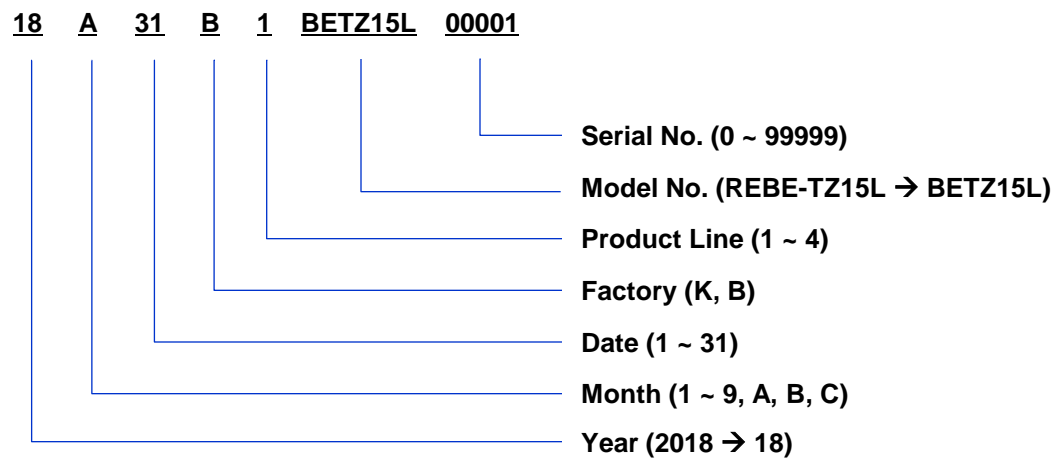 18 A 31 B 1 BETZ15L 00001
Serial No. (0 ~ 99999)
Model No. (REBE-TZ15L → BETZ15L)
Product Line (1 ~ 4)
Factory (K, B)
Date (1 ~ 31)
Month (1 ~ 9, A, B, C)
Year (2018 → 18)